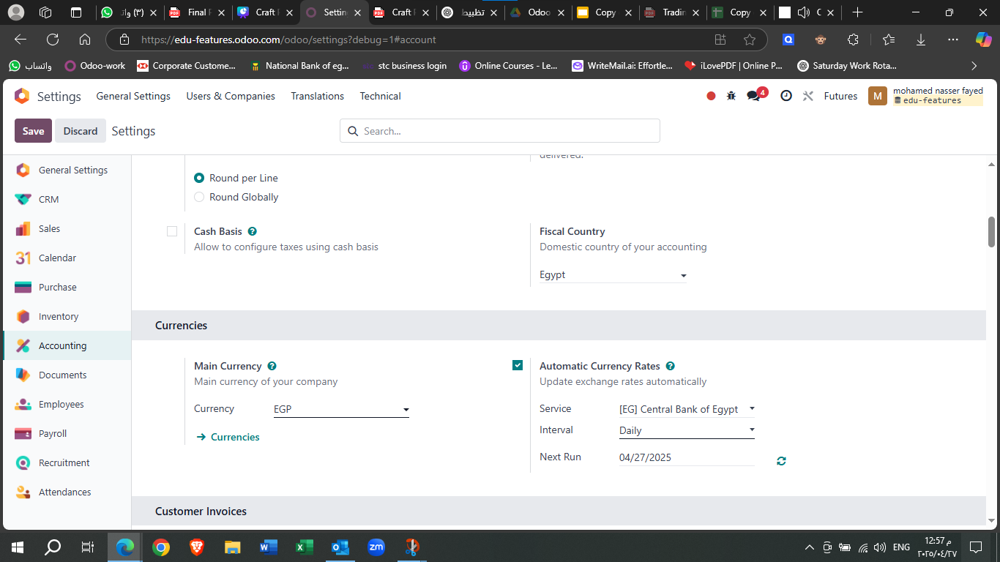 (٣) واتـ
Final F
Craft F
Settin
Craft F
تظبيط
Odoo
Copy
Tradin
Copy
C
https://edu-features.odoo.com/odoo/settings?debug=1#account
واتساب
Odoo-work
Corporate Customer...
National Bank of eg...
stc business login
Online Courses - Le...
WriteMail.ai: Effortle...
iLovePDF | Online P...
Saturday Work Rota...
Settings
General Settings
Users & Companies
Translations
Technical
4
Futures
M
mohamed nasser fayed
edu-features
Save
Discard
Settings
Search...
General Settings
CRM
Sales
31 Calendar
Purchase
Inventory
Accounting
Documents
Employees
Payroll
Recruitment
Attendances
delivered.
Round per Line
Round Globally
Cash Basis ?
Allow to configure taxes using cash basis
Fiscal Country
Domestic country of your accounting
Egypt
Currencies
Main Currency ?
Main currency of your company
Currency EGP
Currencies
Automatic Currency Rates ?
Update exchange rates automatically
Service [EG] Central Bank of Egypt
Interval Daily
Next Run 04/27/2025
Customer Invoices
zm
ENG
12:57 م
٢٠٢٥/٠٤/٢٧